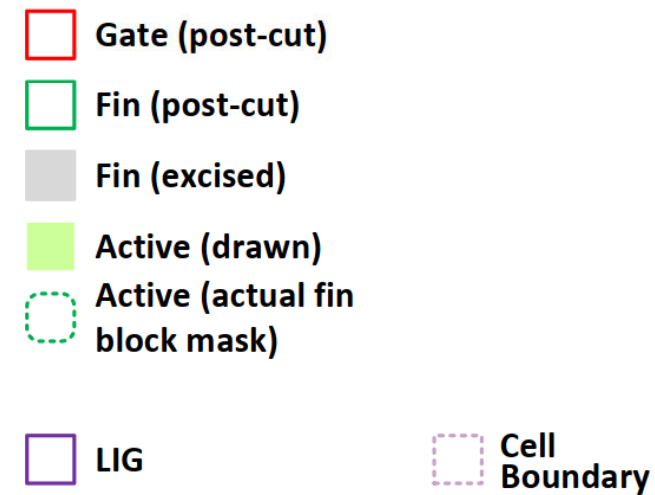 Gate (post-cut)
Fin (post-cut)
Fin (excised)
Active (drawn)
Active (actual fin
block mask)
LIG
Cell
Boundary